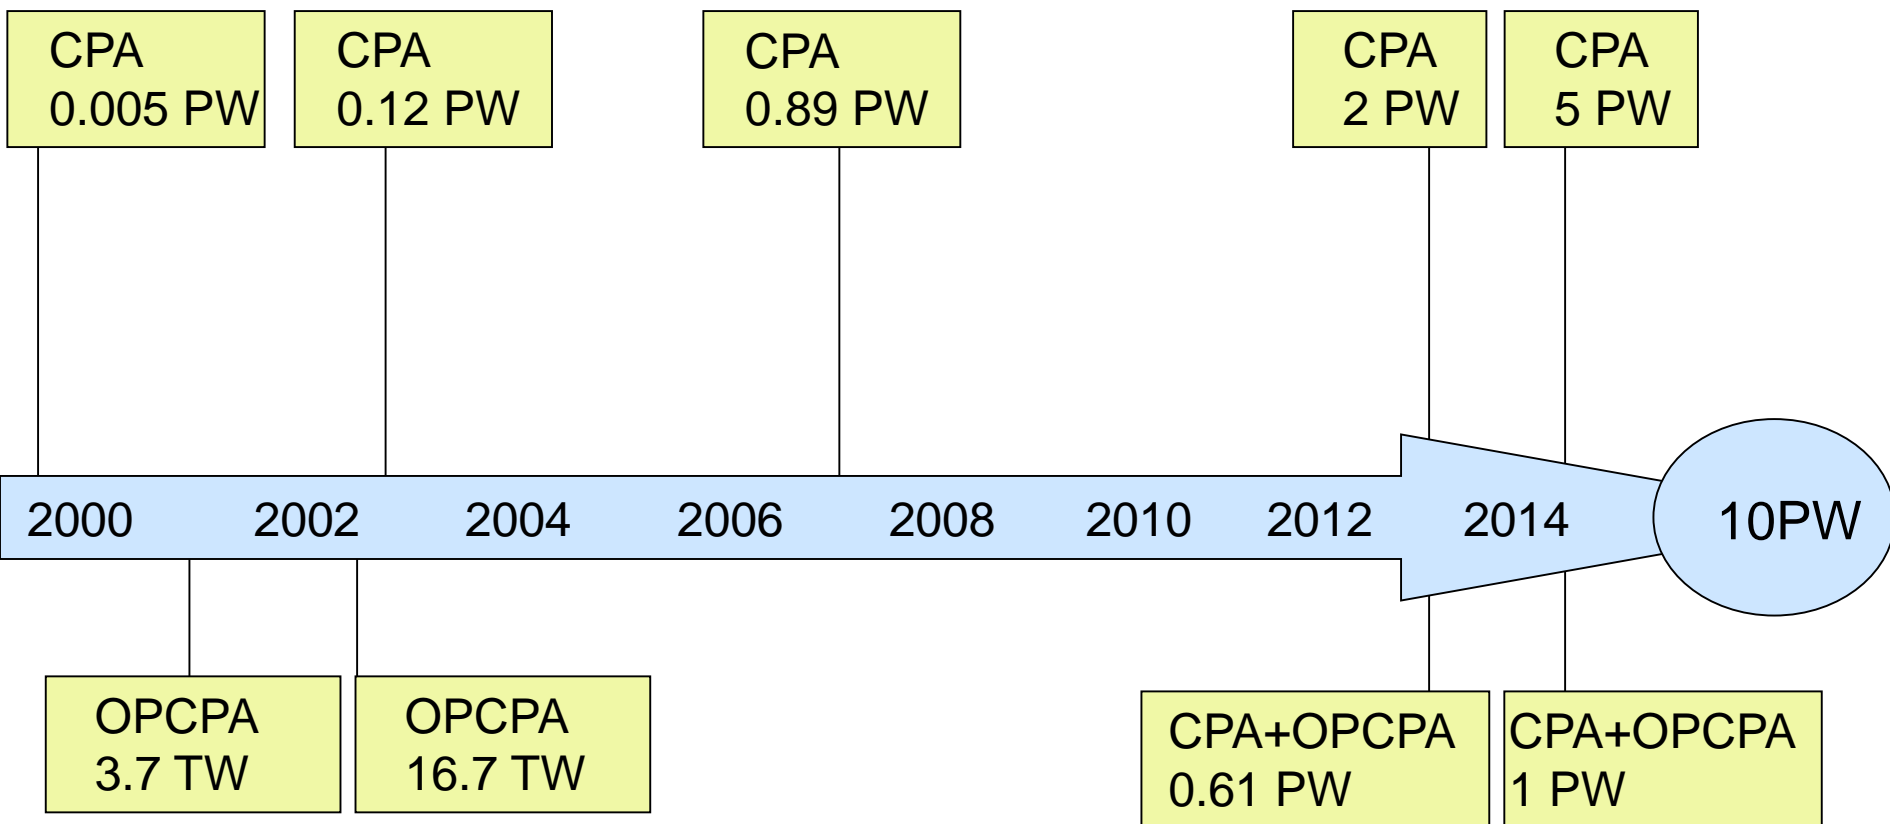 CPA
0.005 PW
CPA
0.12 PW
CPA
0.89 PW
CPA
2 PW
CPA
5 PW
2000 2002 2004 2006 2008 2010 2012 2014 10PW
OPCPA
3.7 TW
OPCPA
16.7 TW
CPA+OPCPA
0.61 PW
CPA+OPCPA
1 PW